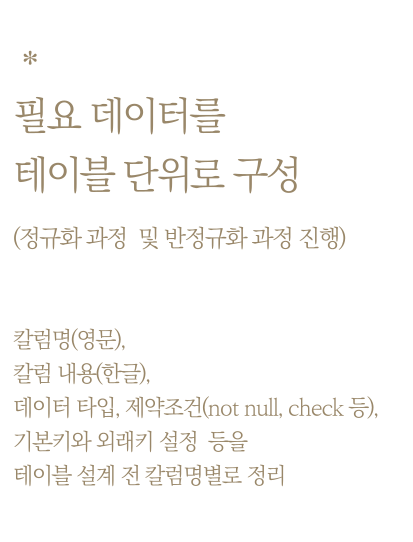 *
필요 데이터를
테이블 단위로 구성
(정규화 과정 및 반정규화 과정 진행)
칼럼명(영문),
칼럼 내용(한글),
데이터 타입, 제약조건(not null, check 등),
기본키와 외래키 설정 등을
테이블 설계 전 칼럼명별로 정리